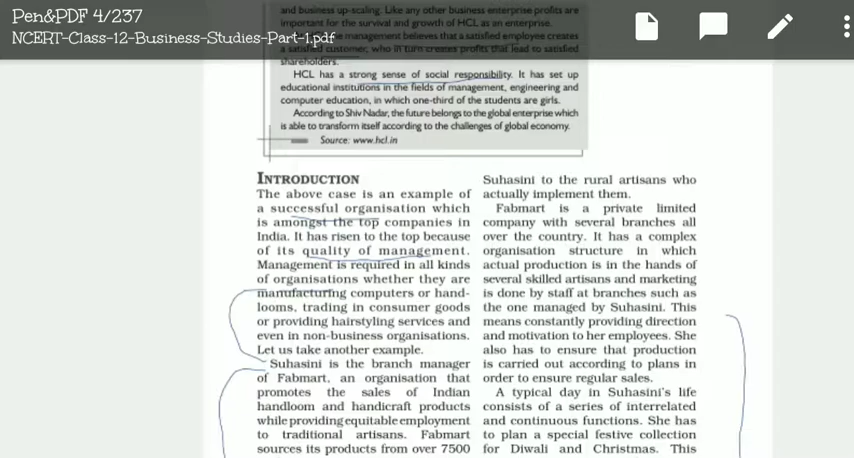 Pen&PDF 4/237
NCERT-Class-12-Business-Studies-Part-1.pdf
and business up-scaling. Like any other business enterprise profits are
important for the survival and growth of HCL as an enterprise.
the management believes that a satisfied employee creates
a satisfied customer, who in turn creates profits that lead to satisfied
shareholders.
HCL has a strong sense of social responsibility. It has set up
educational institutions in the fields of management, engineering and
computer education, in which one-third of the students are girls.
According to Shiv Nadar, the future belongs to the global enterprise which
is able to transform itself according to the challenges of global economy.
Source: www.hcl.in
INTRODUCTION
The above case is an example of
a successful organisation which
is amongst the top companies in
India. It has risen to the top because
of its quality of management.
Management is required in all kinds
of organisations whether they are
manufacturing computers or hand-
looms, trading in consumer goods
or providing hairstyling services and
even in non-business organisations.
Let us take another example.
Suhasini is the branch manager
of Fabmart, an organisation that
promotes the sales of Indian
handloom and handicraft products
while providing equitable employment
to traditional artisans. Fabmart
sources its products from over 7500
Suhasini to the rural artisans who
actually implement them.
Fabmart is a private limited
company with several branches all
over the country. It has a complex
organisation structure in which
actual production is in the hands of
several skilled artisans and marketing
is done by staff at branches such as
the one managed by Suhasini. This
means constantly providing direction
and motivation to her employees. She
also has to ensure that production
is carried out according to plans in
order to ensure regular sales.
A typical day in Suhasini's life
consists of a series of interrelated
and continuous functions. She has
to plan a special festive collection
for Diwali and Christmas. This